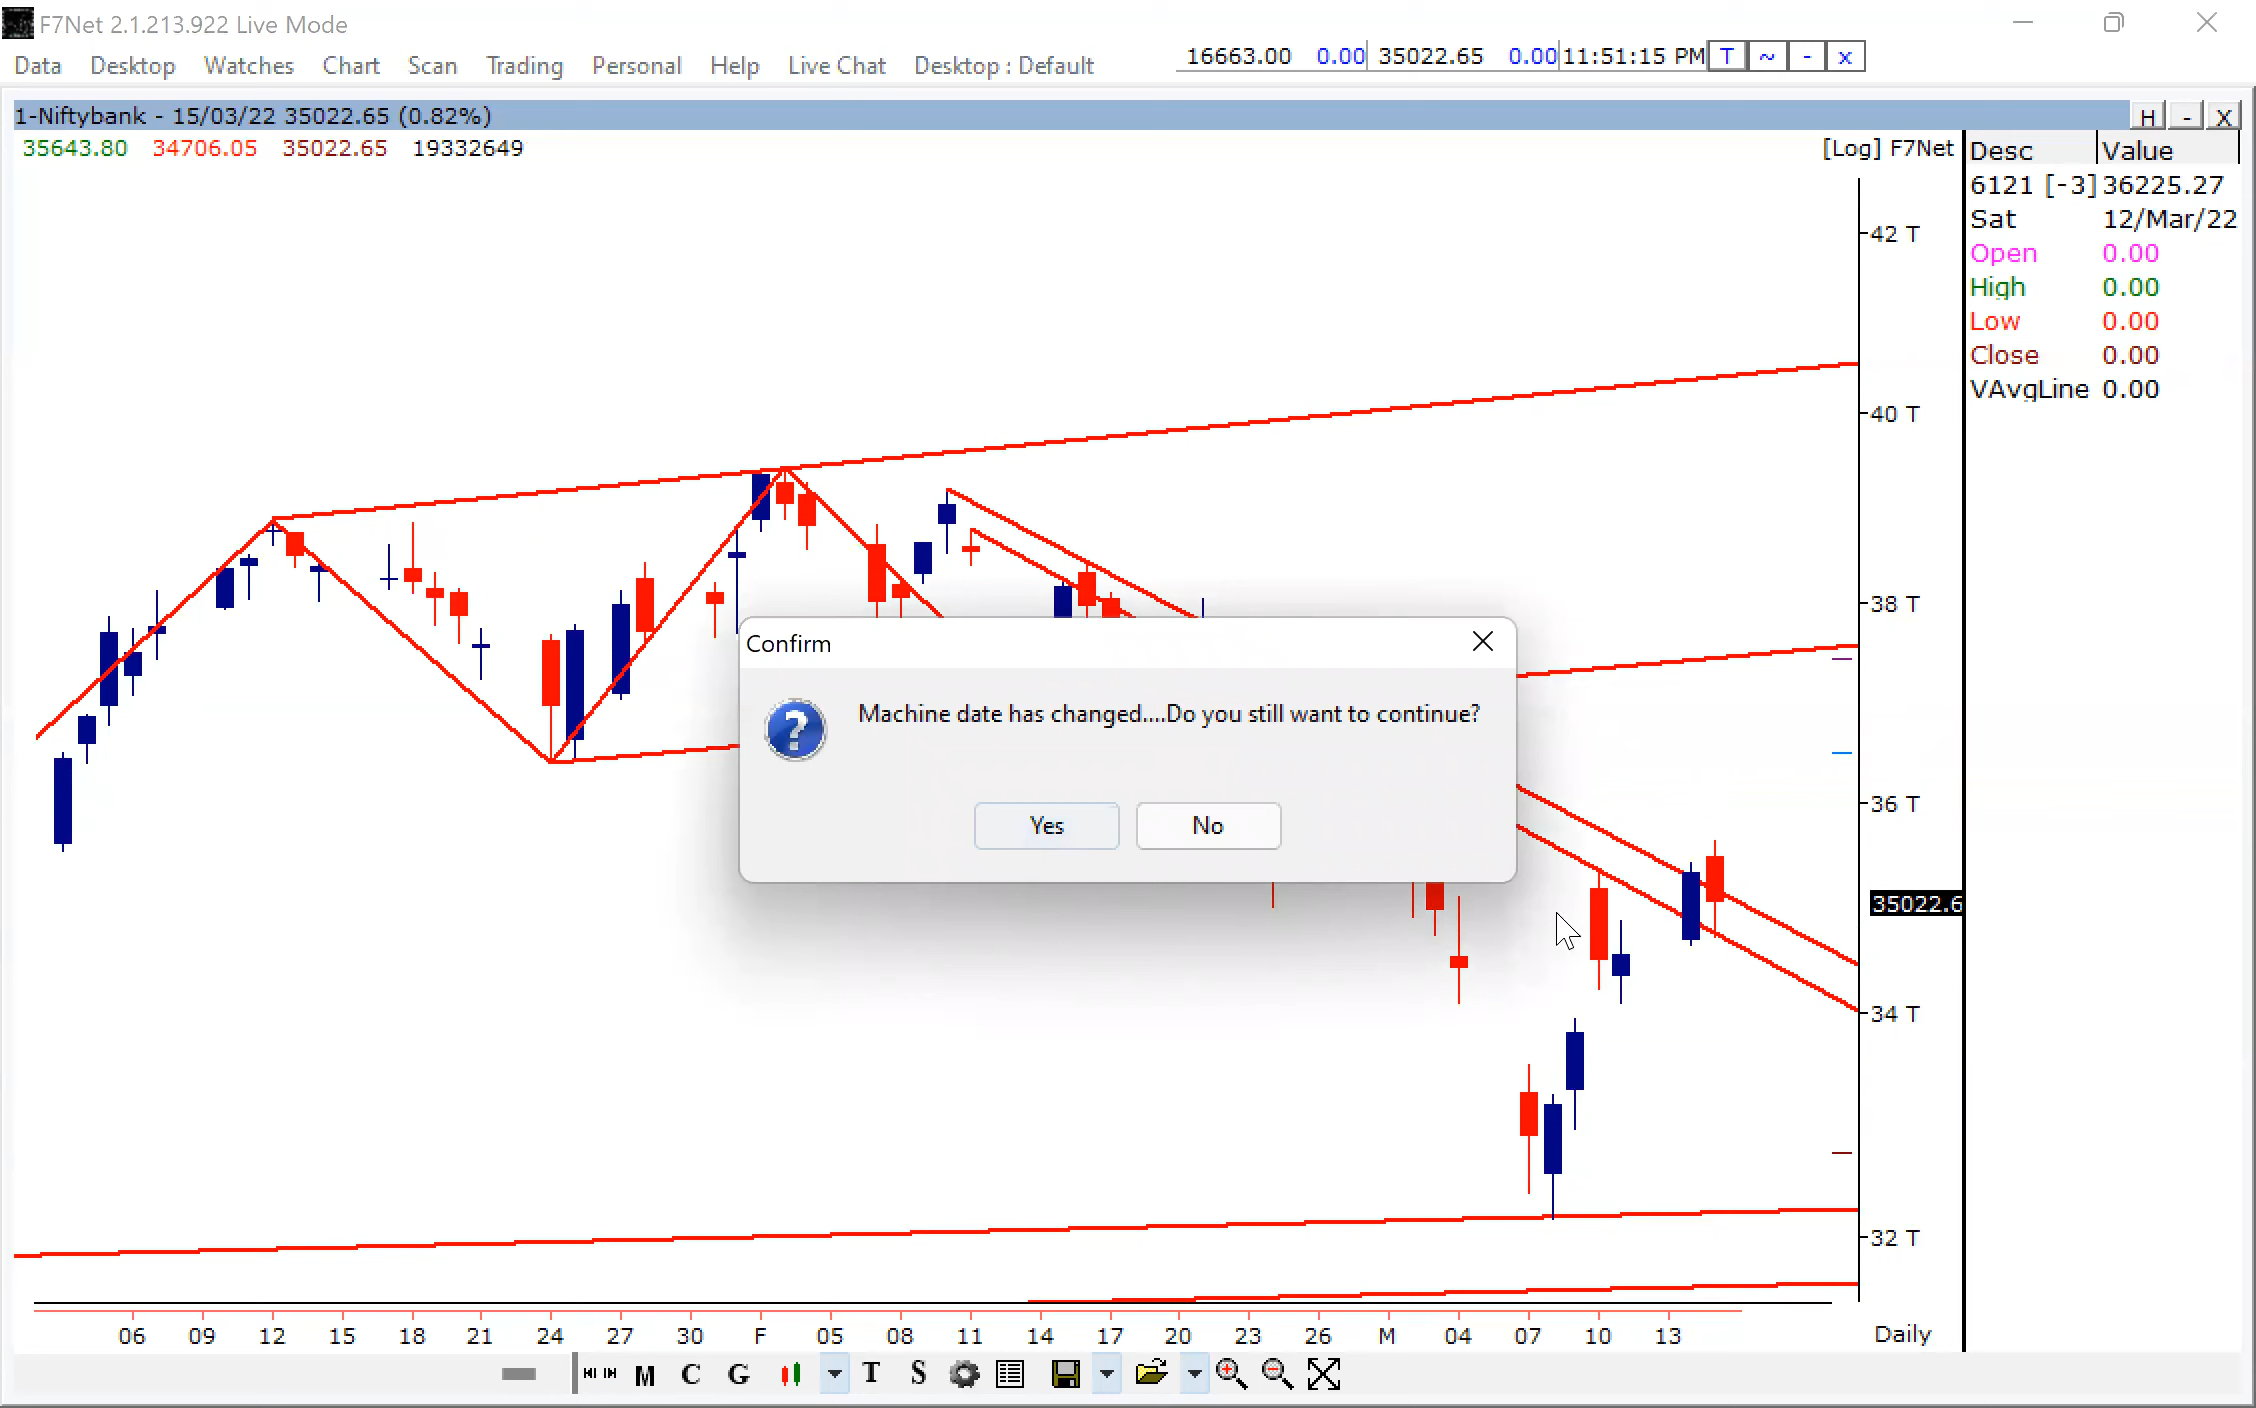 F7Net 2.1.213.922 Live Mode
Data Desktop Watches Chart Scan Trading Personal Help Live Chat Desktop : Default 16663.00 0.00 35022.65 0.00 11:51:15 PM T ~ - x
1-Niftybank - 15/03/22 35022.65 (0.82%) H - X
35643.80 34706.05 35022.65 19332649 [Log] F7Net
Desc Value
6121 [-3] 36225.27
Sat 12/Mar/22
Open 0.00
High 0.00
Low 0.00
Close 0.00
VAvgLine 0.00
42 T
40 T
38 T
36 T
35022.6
34 T
32 T
Confirm
Machine date has changed....Do you still want to continue?
Yes No
06 09 12 15 18 21 24 27 30 F 05 08 11 14 17 20 23 26 M 04 07 10 13 Daily
M C G T S